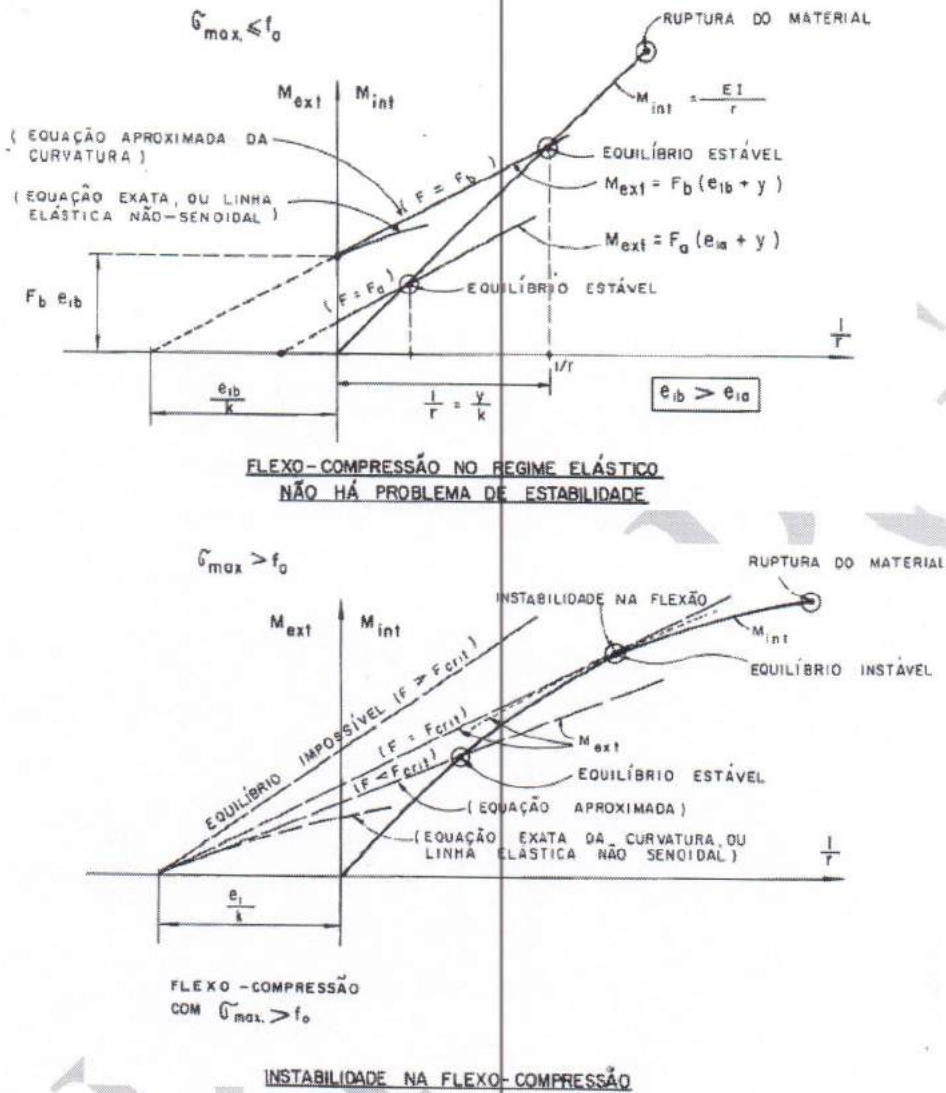 σmax. ≤ fo
RUPTURA DO MATERIAL
Mext Mint
Mint = EI / r
( EQUAÇÃO APROXIMADA DA
CURVATURA )
EQUILÍBRIO ESTÁVEL
( F = Fb )
Mext = Fb ( e1b + y )
( EQUAÇÃO EXATA, OU LINHA
ELÁSTICA NÃO-SENOIDAL )
Mext = Fa ( e1a + y )
Fb e1b
( F = Fa )
EQUILÍBRIO ESTÁVEL
1/r
1/r
e1b / k
1/r = y/k
e1b > e1a
FLEXO-COMPRESSÃO NO REGIME ELÁSTICO
NÃO HÁ PROBLEMA DE ESTABILIDADE
σmax > fo
RUPTURA DO MATERIAL
INSTABILIDADE NA FLEXÃO
Mext Mint
Mint
EQUILÍBRIO INSTÁVEL
EQUILÍBRIO IMPOSSÍVEL (F > Fcrit)
(F = Fcrit)
Mext
(F < Fcrit)
EQUILÍBRIO ESTÁVEL
( EQUAÇÃO APROXIMADA )
( EQUAÇÃO EXATA DA CURVATURA, OU
LINHA ELÁSTICA NÃO SENOIDAL )
1/r
e1 / k
FLEXO-COMPRESSÃO
COM σmax. > fo
INSTABILIDADE NA FLEXO-COMPRESSÃO